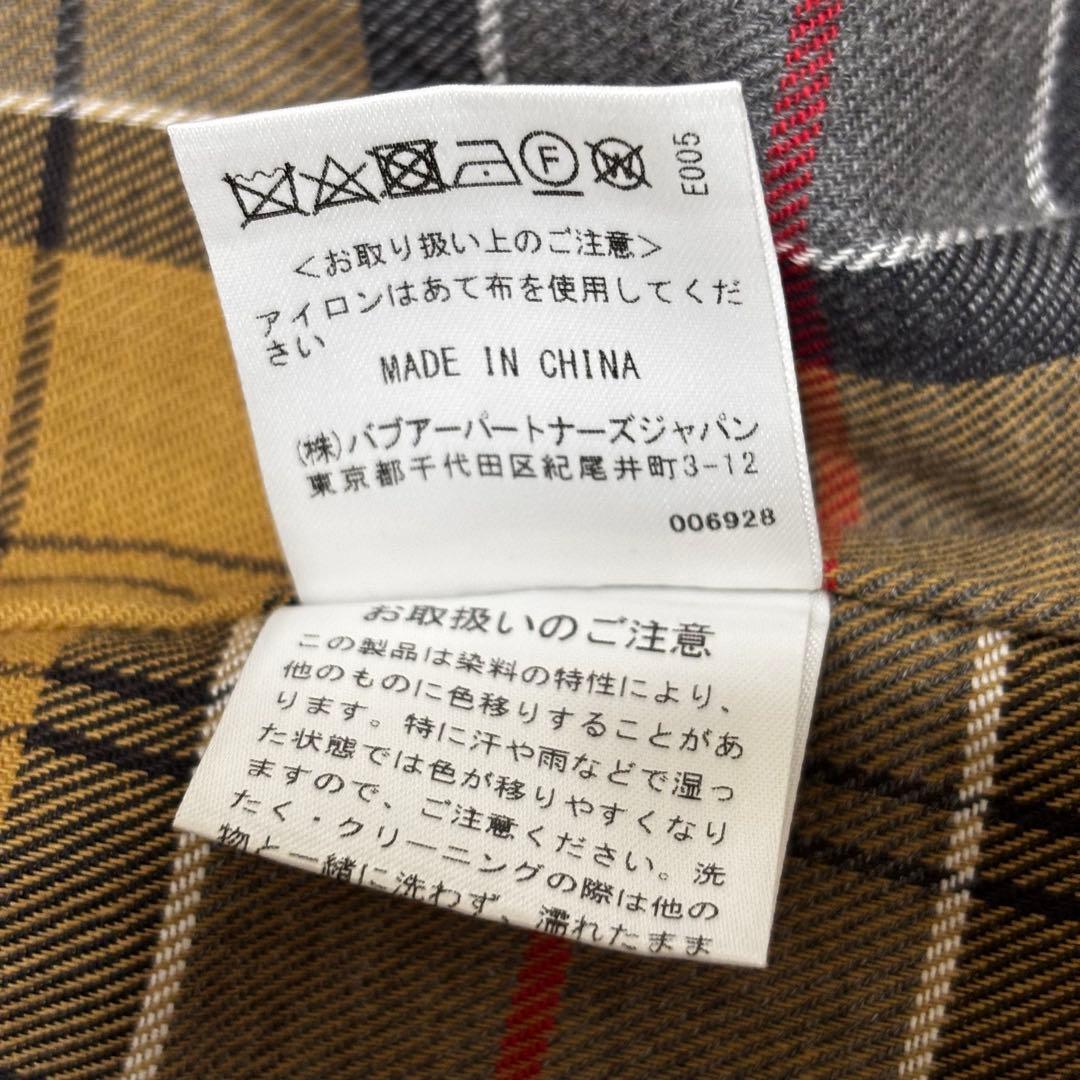 F W E005
＜お取り扱い上のご注意＞
アイロンはあて布を使用してくだ
さい
MADE IN CHINA
(株)バブアーパートナーズジャパン
東京都千代田区紀尾井町3-12
006928
お取扱いのご注意
この製品は染料の特性により、
他のものに色移りすることがあ
ります。特に汗や雨などで湿っ
た状態では色が移りやすくなり
ますので、ご注意ください。洗
たく・クリーニングの際は他の
物と一緒に洗わず、濡れたまま